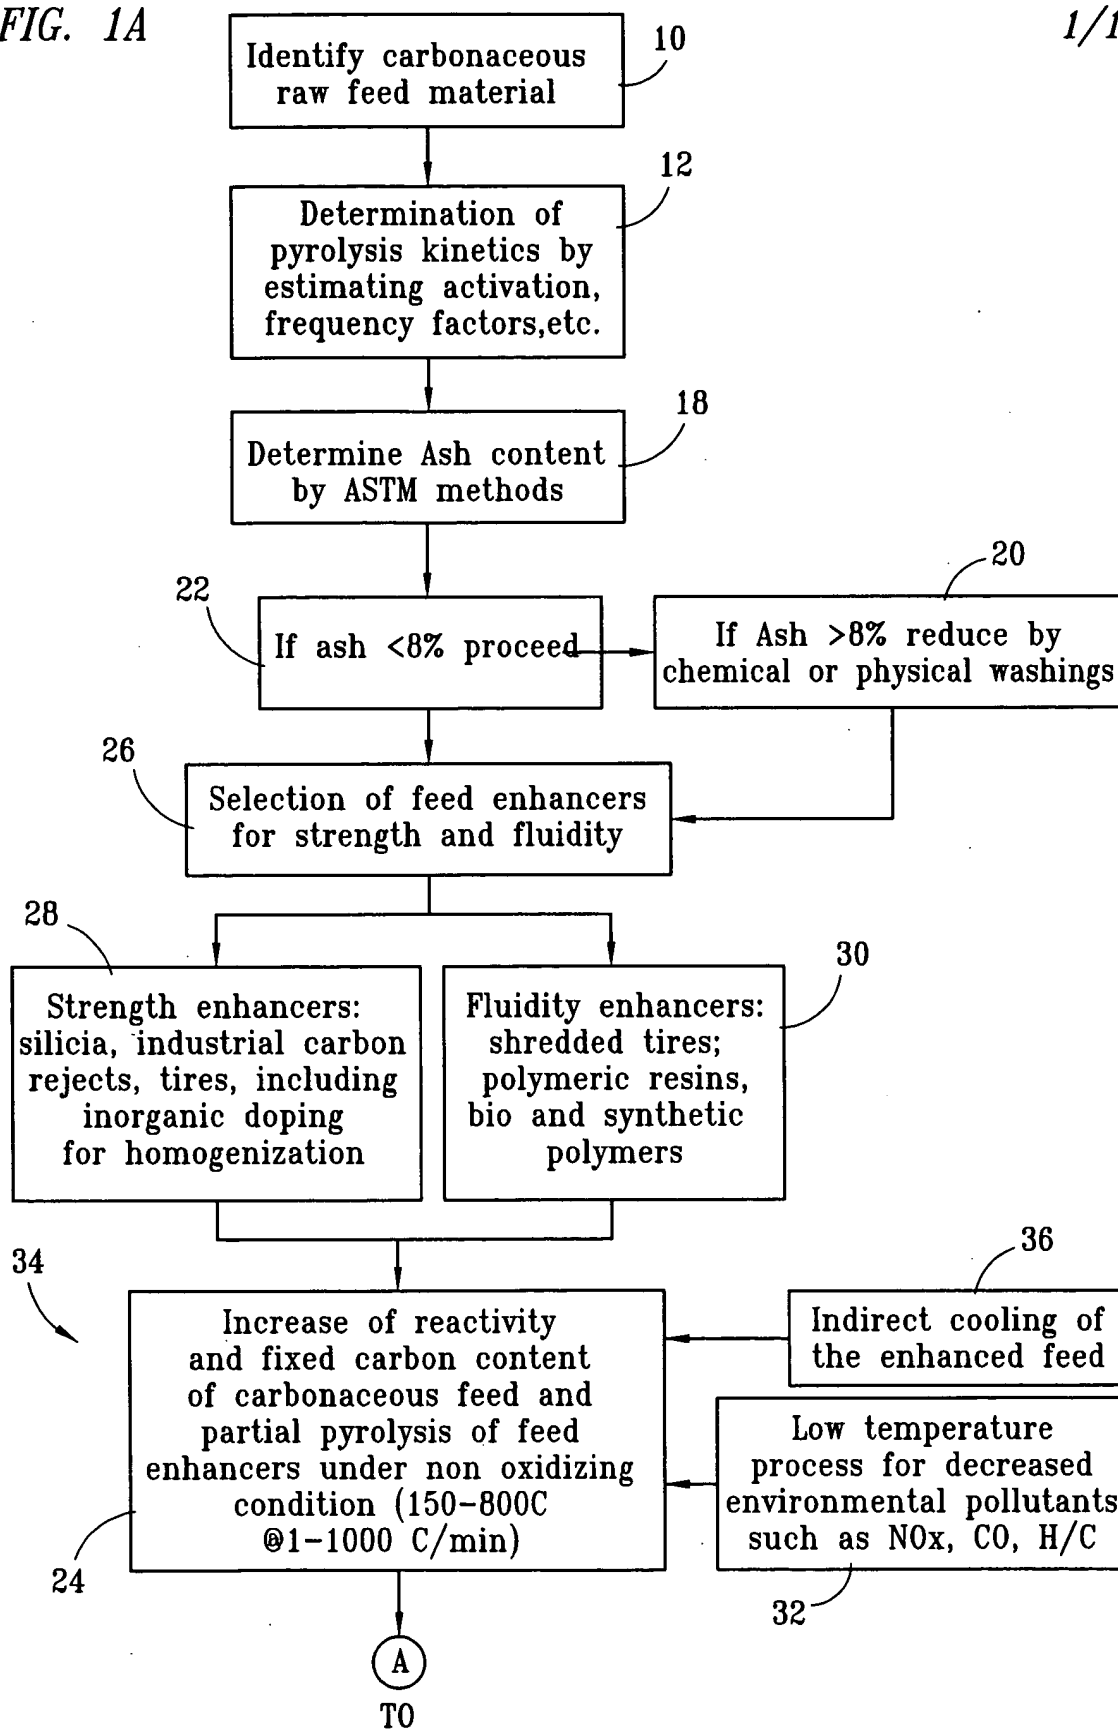 FIG. 1A
1/1
Identify carbonaceous
raw feed material
10
Determination of
pyrolysis kinetics by
estimating activation,
frequency factors,etc.
12
Determine Ash content
by ASTM methods
18
22
If ash <8% proceed
20
If Ash >8% reduce by
chemical or physical washings
26
Selection of feed enhancers
for strength and fluidity
28
Strength enhancers:
silicia, industrial carbon
rejects, tires, including
inorganic doping
for homogenization
30
Fluidity enhancers:
shredded tires;
polymeric resins,
bio and synthetic
polymers
34
Increase of reactivity
and fixed carbon content
of carbonaceous feed and
partial pyrolysis of feed
enhancers under non oxidizing
condition (150-800C
@1-1000 C/min)
24
36
Indirect cooling of
the enhanced feed
Low temperature
process for decreased
environmental pollutants
such as NOx, CO, H/C
32
A
TO